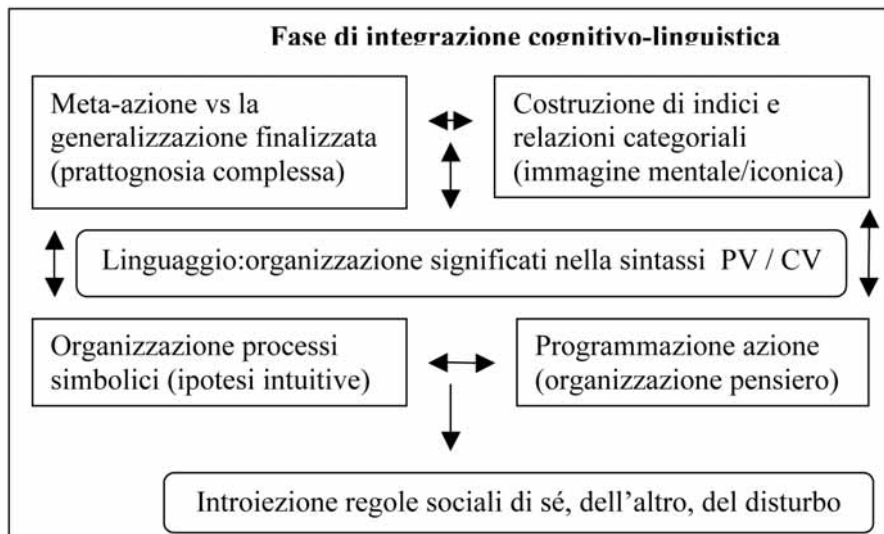 Fase di integrazione cognitivo-linguistica
Meta-azione vs la
generalizzazione finalizzata
(prattognosia complessa)
Costruzione di indici e
relazioni categoriali
(immagine mentale/iconica)
Linguaggio:organizzazione significati nella sintassi PV / CV
Organizzazione processi
simbolici (ipotesi intuitive)
Programmazione azione
(organizzazione pensiero)
Introiezione regole sociali di sé, dell’altro, del disturbo